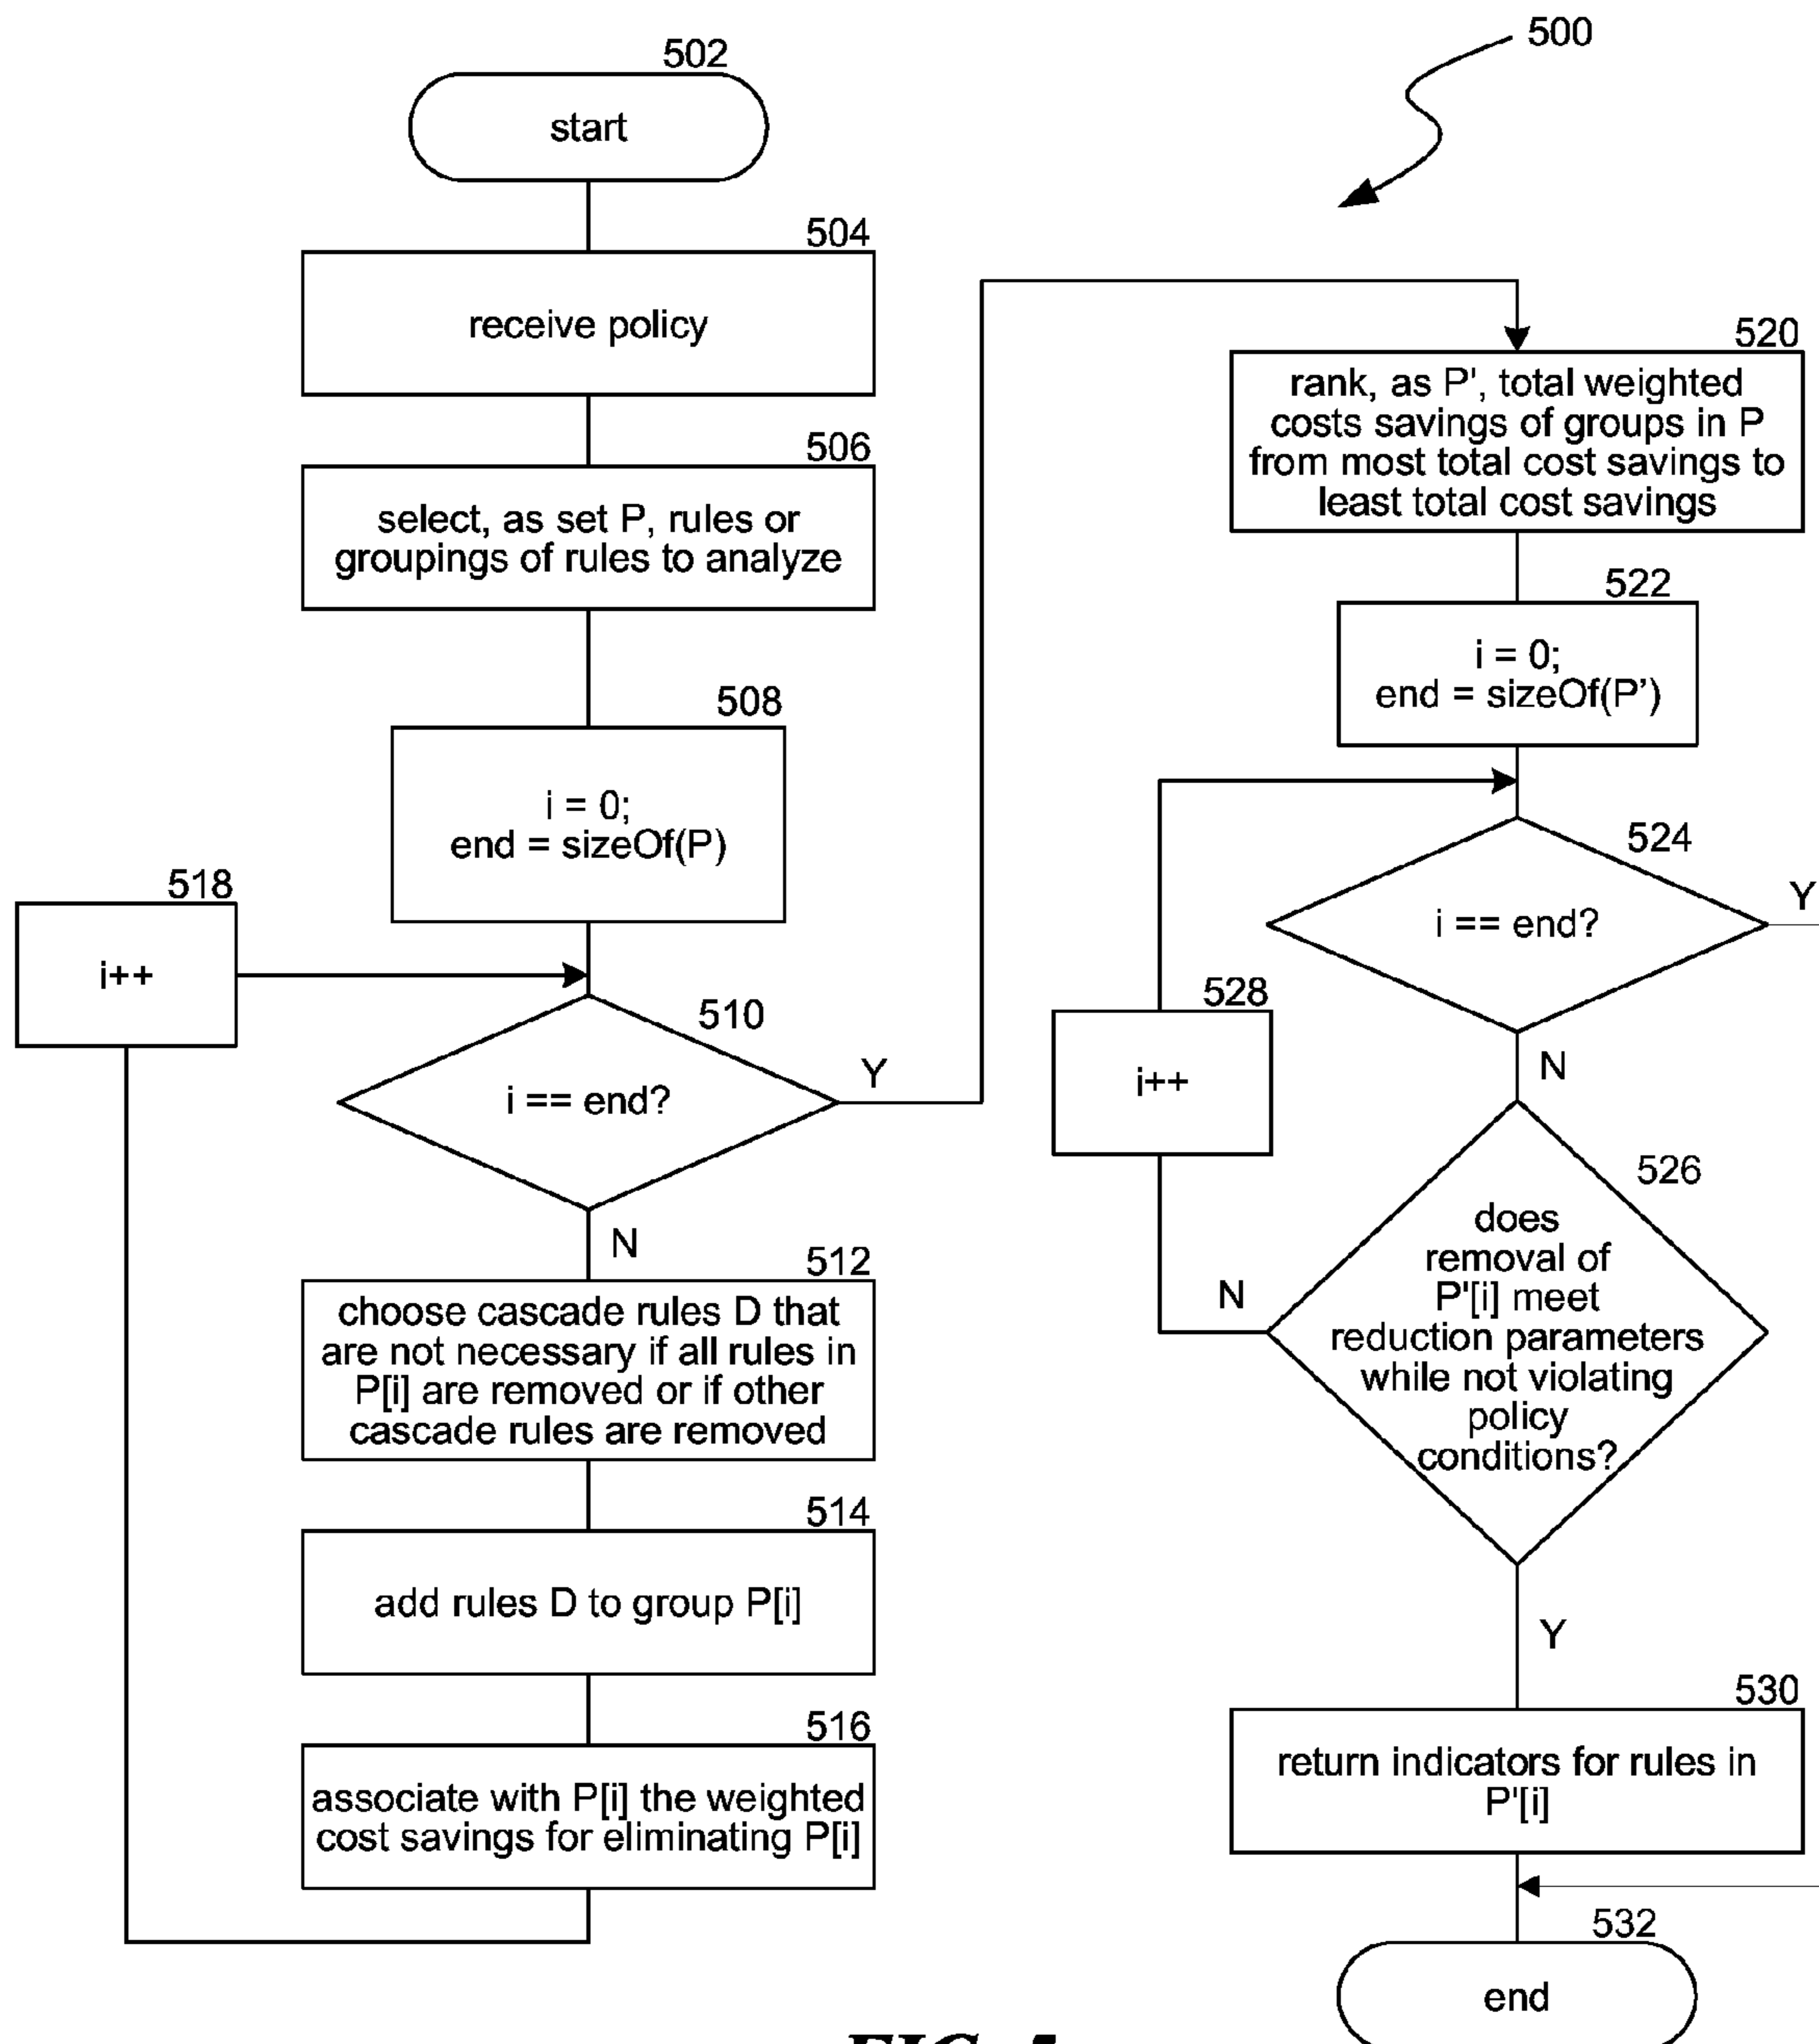 500
502
start
504
receive policy
506
select, as set P, rules or
groupings of rules to analyze
508
i = 0;
end = sizeOf(P)
518
i++
510
i == end?
Y
N
512
choose cascade rules D that
are not necessary if all rules in
P[i] are removed or if other
cascade rules are removed
514
add rules D to group P[i]
516
associate with P[i] the weighted
cost savings for eliminating P[i]
520
rank, as P', total weighted
costs savings of groups in P
from most total cost savings to
least total cost savings
522
i = 0;
end = sizeOf(P’)
524
i == end?
Y
N
528
i++
526
does
removal of
P'[i] meet
reduction parameters
while not violating
policy
conditions?
N
Y
530
return indicators for rules in
P'[i]
532
end